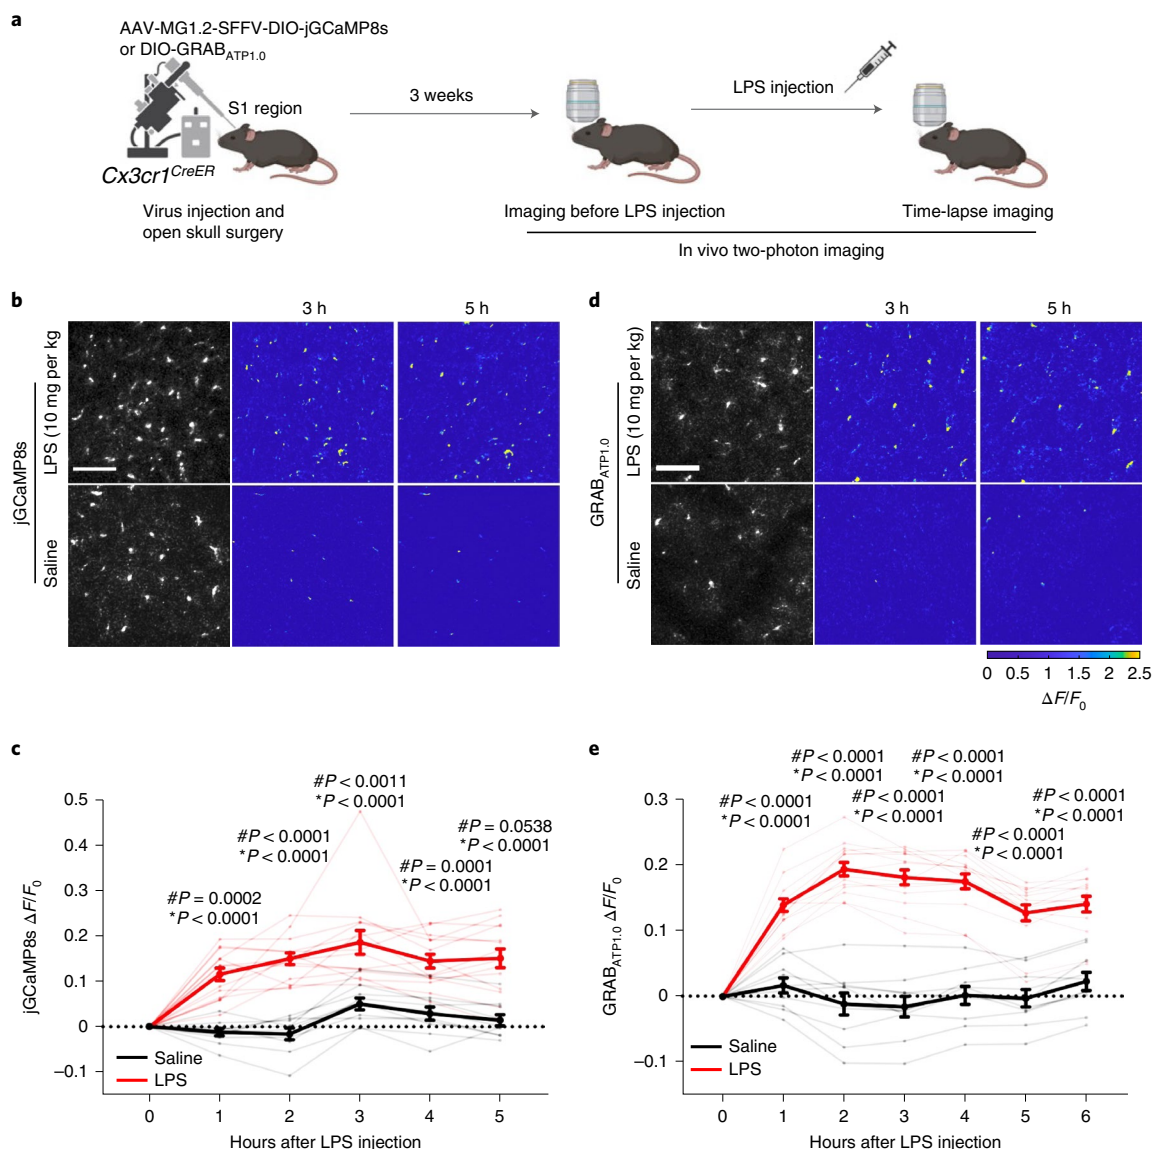 a
AAV-MG1.2-SFFV-DIO-jGCaMP8s
or DIO-GRAB_ATP1.0
S1 region
Cx3cr1^CreER
3 weeks
LPS injection
Virus injection and
open skull surgery
Imaging before LPS injection
Time-lapse imaging
In vivo two-photon imaging
b
3 h
5 h
jGCaMP8s
LPS (10 mg per kg)
Saline
d
3 h
5 h
GRAB_ATP1.0
LPS (10 mg per kg)
Saline
0 0.5 1 1.5 2 2.5
ΔF/F_0
c
jGCaMP8s ΔF/F_0
0.5
0.4
0.3
0.2
0.1
0
–0.1
#P = 0.0002
*P < 0.0001
#P < 0.0001
*P < 0.0001
#P < 0.0011
*P < 0.0001
#P = 0.0001
*P < 0.0001
#P = 0.0538
*P < 0.0001
Saline
LPS
0 1 2 3 4 5
Hours after LPS injection
e
GRAB_ATP1.0 ΔF/F_0
0.3
0.2
0.1
0
–0.1
#P < 0.0001
*P < 0.0001
#P < 0.0001
*P < 0.0001
#P < 0.0001
*P < 0.0001
#P < 0.0001
*P < 0.0001
#P < 0.0001
*P < 0.0001
#P < 0.0001
*P < 0.0001
Saline
LPS
0 1 2 3 4 5 6
Hours after LPS injection